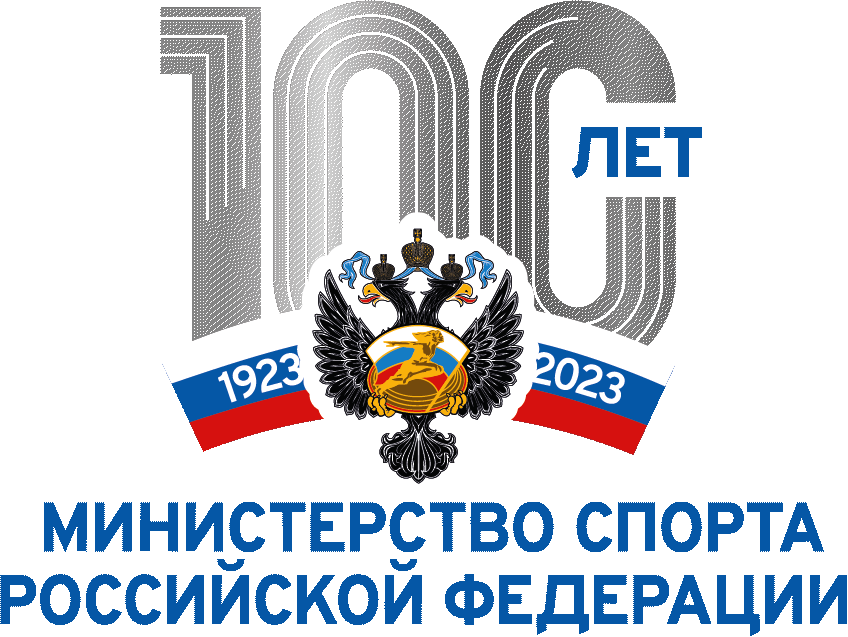 100
ЛЕТ
1923 2023
МИНИСТЕРСТВО СПОРТА
РОССИЙСКОЙ ФЕДЕРАЦИИ